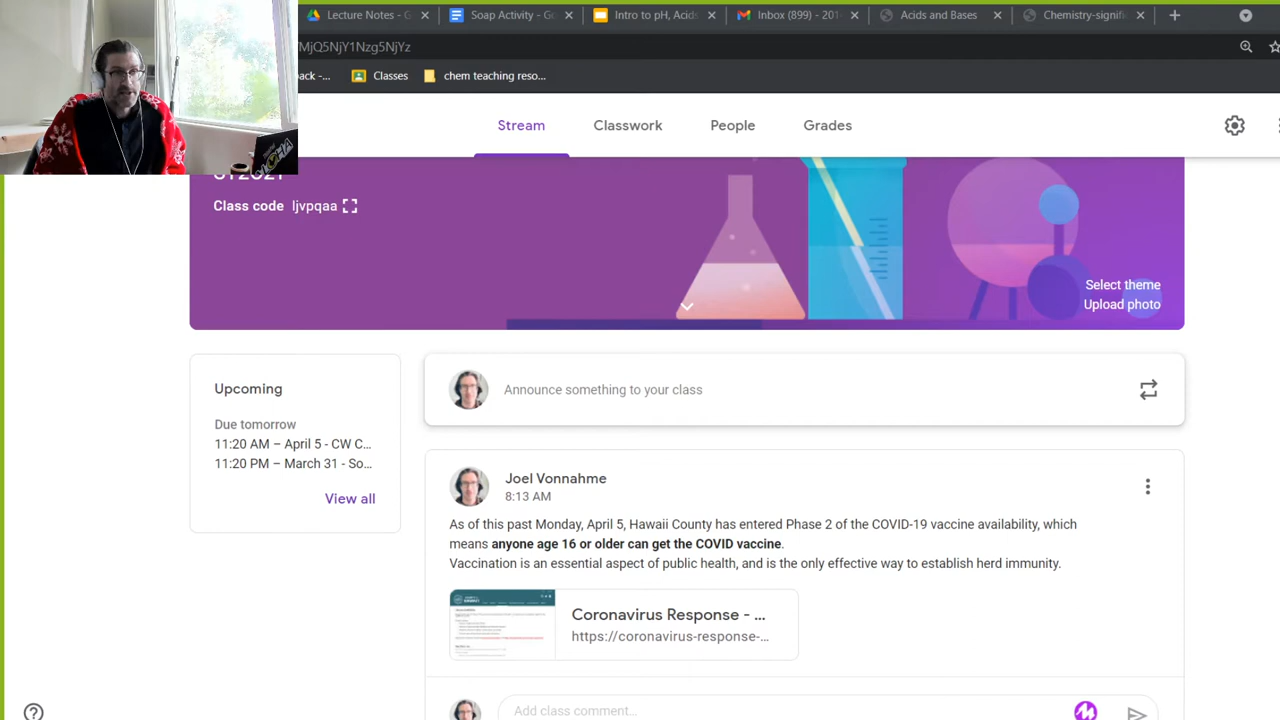 Lecture Notes - G
Soap Activity - Go
Intro to pH, Acids
Inbox (899) - 201
Acids and Bases
Chemistry-signific
MjQ5NjY1Nzg5NjYz
ack -...
Classes
chem teaching reso...
Stream
Classwork
People
Grades
Class code ljvpqaa
Select theme
Upload photo
Upcoming
Due tomorrow
11:20 AM – April 5 - CW C...
11:20 PM – March 31 - So...
View all
Announce something to your class
Joel Vonnahme
8:13 AM
As of this past Monday, April 5, Hawaii County has entered Phase 2 of the COVID-19 vaccine availability, which
means anyone age 16 or older can get the COVID vaccine.
Vaccination is an essential aspect of public health, and is the only effective way to establish herd immunity.
Coronavirus Response - ...
https://coronavirus-response-...
Add class comment...